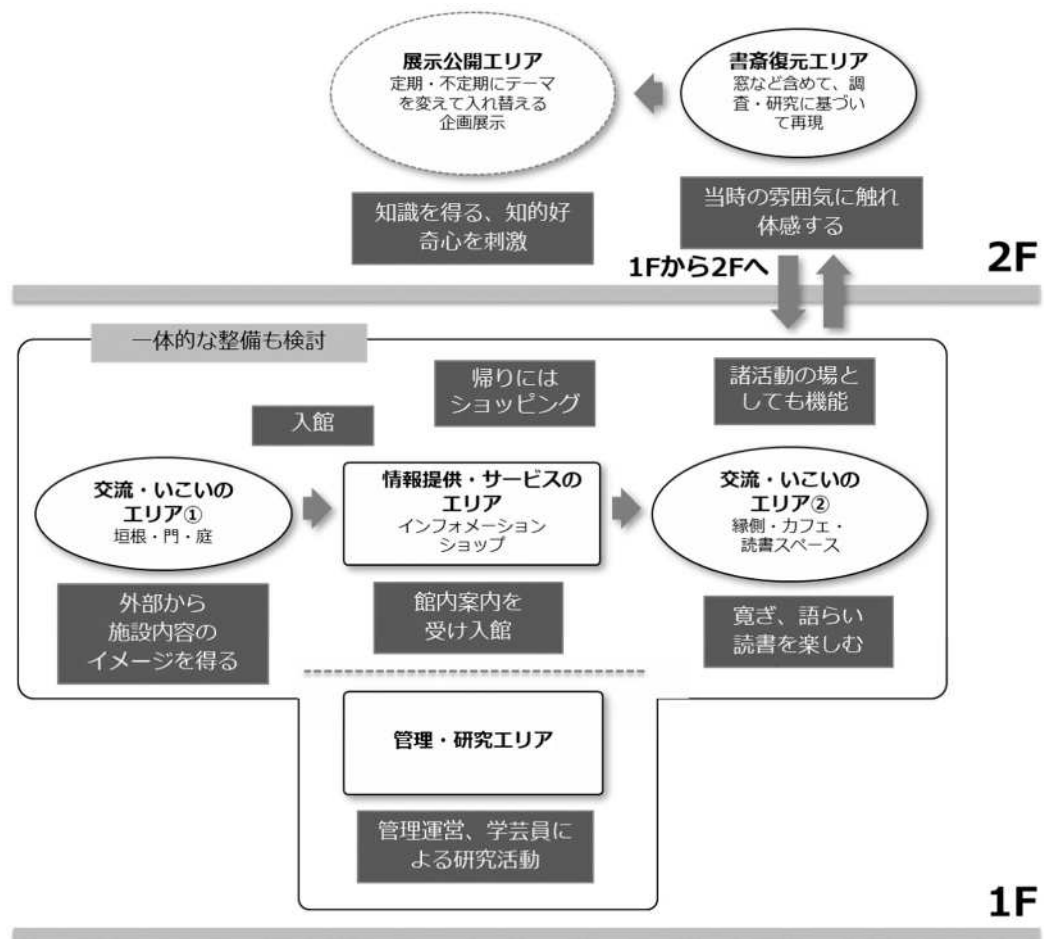 展示公開エリア
定期・不定期にテーマ
を変えて入れ替える
企画展示
書斎復元エリア
窓など含めて、調
査・研究に基づい
て再現
知識を得る、知的好
奇心を刺激
当時の雰囲気に触れ
体感する
2F
1Fから2Fへ
一体的な整備も検討
帰りには
ショッピング
諸活動の場と
しても機能
入館
交流・いこいの
エリア①
垣根・門・庭
情報提供・サービスの
エリア
インフォメーション
ショップ
交流・いこいの
エリア②
縁側・カフェ・
読書スペース
外部から
施設内容の
イメージを得る
館内案内を
受け入館
寛ぎ、語らい
読書を楽しむ
管理・研究エリア
管理運営、学芸員に
よる研究活動
1F